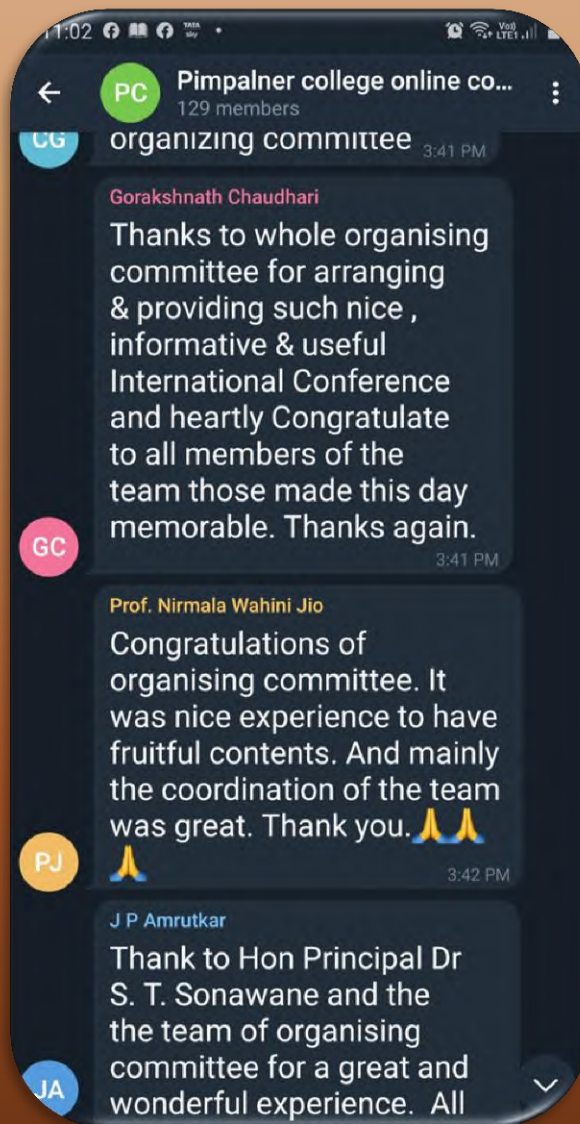 11:02
TATA
sky
Vo))
LTE1
PC
Pimpalner college online co...
129 members
CG
organizing committee 3:41 PM
Gorakshnath Chaudhari
Thanks to whole organising
committee for arranging
& providing such nice ,
informative & useful
International Conference
and heartly Congratulate
to all members of the
team those made this day
memorable. Thanks again.
GC
3:41 PM
Prof. Nirmala Wahini Jio
Congratulations of
organising committee. It
was nice experience to have
fruitful contents. And mainly
the coordination of the team
was great. Thank you.🙏🙏
🙏
PJ
3:42 PM
J P Amrutkar
Thank to Hon Principal Dr
S. T. Sonawane and the
the team of organising
committee for a great and
wonderful experience. All
JA